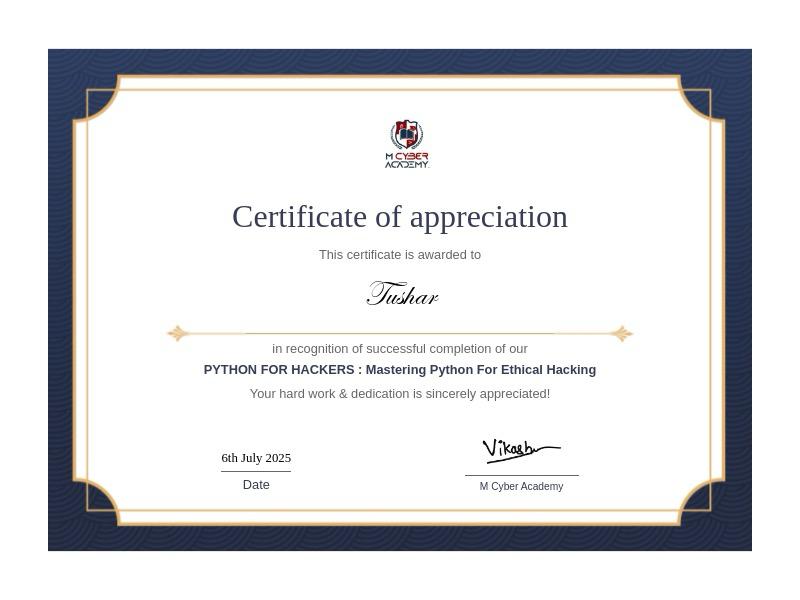 M CYBER
ACADEMY
Certificate of appreciation
This certificate is awarded to
Tushar
in recognition of successful completion of our
PYTHON FOR HACKERS : Mastering Python For Ethical Hacking
Your hard work & dedication is sincerely appreciated!
6th July 2025
Date
Vikash
M Cyber Academy